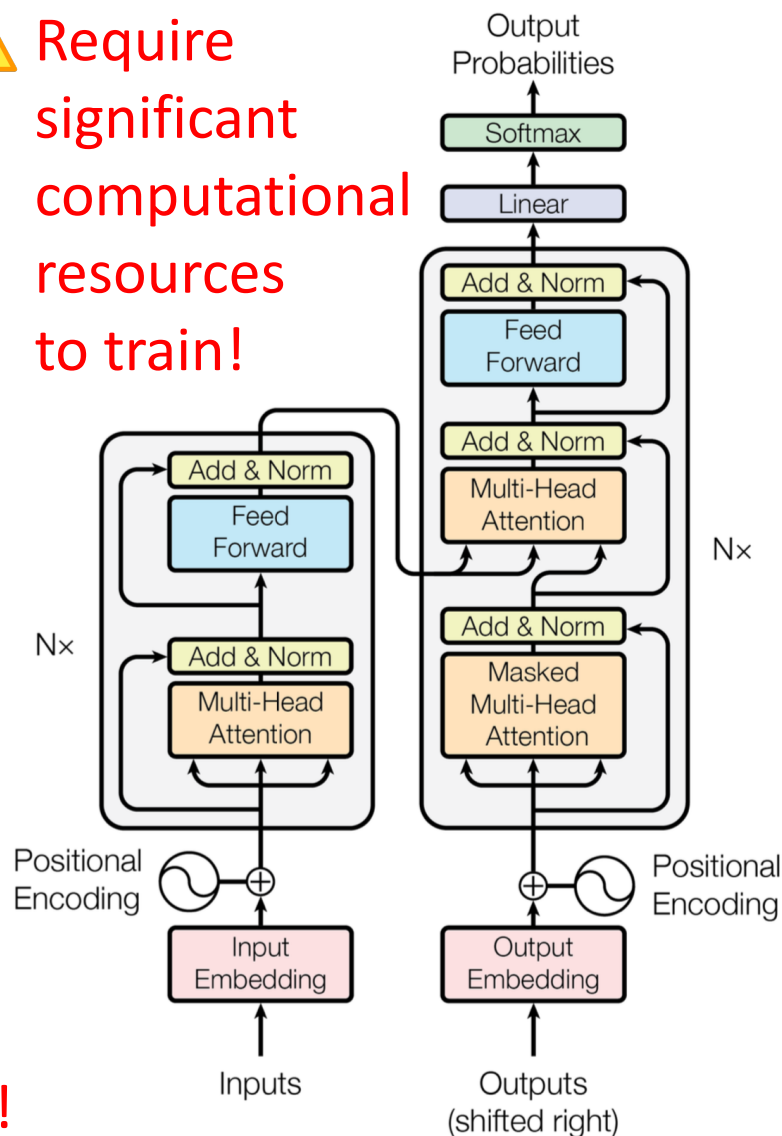 Require
significant
computational
resources
to train!
Output
Probabilities
Softmax
Linear
Add & Norm
Feed
Forward
Add & Norm
Multi-Head
Attention
Nx
Add & Norm
Masked
Multi-Head
Attention
Add & Norm
Feed
Forward
Nx
Add & Norm
Multi-Head
Attention
Positional
Encoding
Positional
Encoding
Input
Embedding
Output
Embedding
Inputs
Outputs
(shifted right)
!